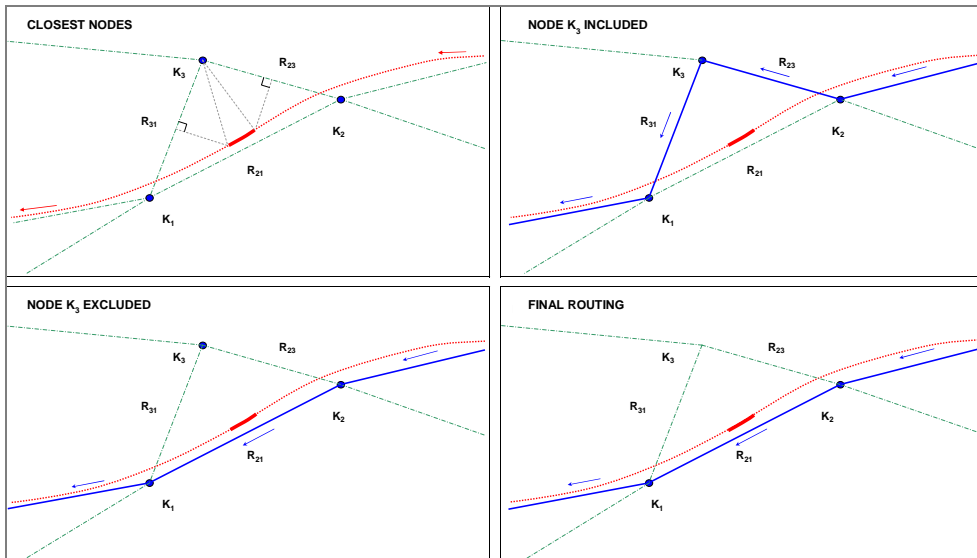 CLOSEST NODES
R23
K3
R31
K2
R21
K1
NODE K3 INCLUDED
R23
K3
R31
K2
R21
K1
NODE K3 EXCLUDED
R23
K3
R31
K2
R21
K1
FINAL ROUTING
R23
K3
R31
K2
R21
K1